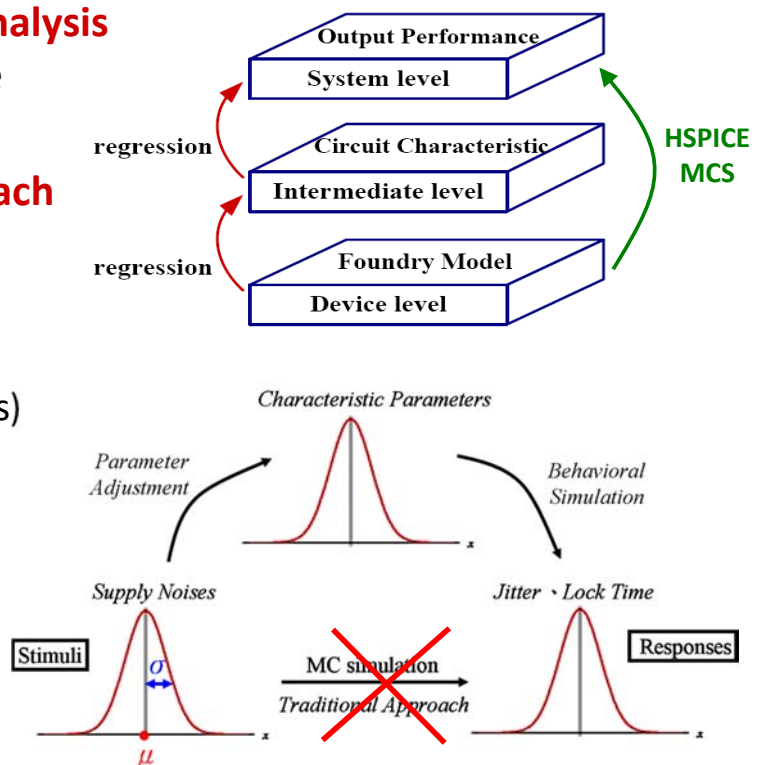 nalysis
e
ach
s)
Output Performance
System level
regression
Circuit Characteristic
Intermediate level
HSPICE
MCS
regression
Foundry Model
Device level
Characteristic Parameters
Parameter
Adjustment
Behavioral
Simulation
x
Supply Noises
Jitter、Lock Time
Stimuli
σ
MC simulation
Traditional Approach
Responses
x
x
μ